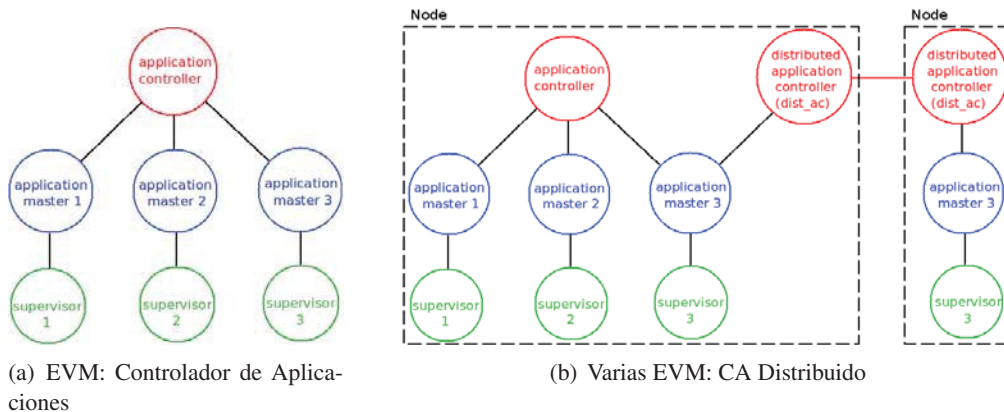 application
controller
application
master 1
application
master 2
application
master 3
supervisor
1
supervisor
2
supervisor
3
(a) EVM: Controlador de Aplica-
ciones
Node
application
controller
distributed
application
controller
(dist_ac)
application
master 1
application
master 2
application
master 3
supervisor
1
supervisor
2
supervisor
3
Node
distributed
application
controller
(dist_ac)
application
master 3
supervisor
3
(b) Varias EVM: CA Distribuido